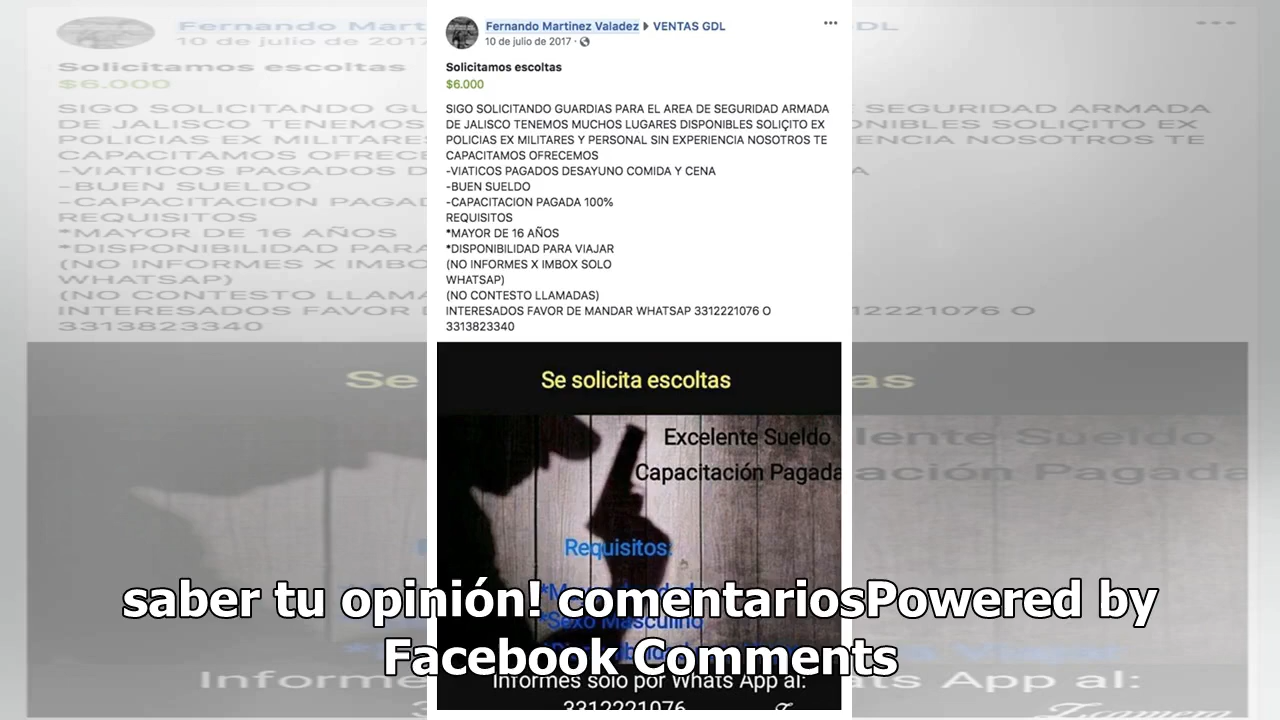 Fernando Martinez Valadez ▸ VENTAS GDL
10 de julio de 2017 ·
Solicitamos escoltas
$6.000
SIGO SOLICITANDO GUARDIAS PARA EL AREA DE SEGURIDAD ARMADA
DE JALISCO TENEMOS MUCHOS LUGARES DISPONIBLES SOLIÇITO EX
POLICIAS EX MILITARES Y PERSONAL SIN EXPERIENCIA NOSOTROS TE
CAPACITAMOS OFRECEMOS
-VIATICOS PAGADOS DESAYUNO COMIDA Y CENA
-BUEN SUELDO
-CAPACITACION PAGADA 100%
REQUISITOS
*MAYOR DE 16 AÑOS
*DISPONIBILIDAD PARA VIAJAR
(NO INFORMES X IMBOX SOLO
WHATSAP)
(NO CONTESTO LLAMADAS)
INTERESADOS FAVOR DE MANDAR WHATSAP 3312221076 O
3313823340
Se solicita escoltas
Excelente Sueldo
Capacitación Pagada
Requisitos:
*Sexo Masculino
saber tu opinión! comentariosPowered by
Facebook Comments
Informes solo por Whats App al:
3312221076